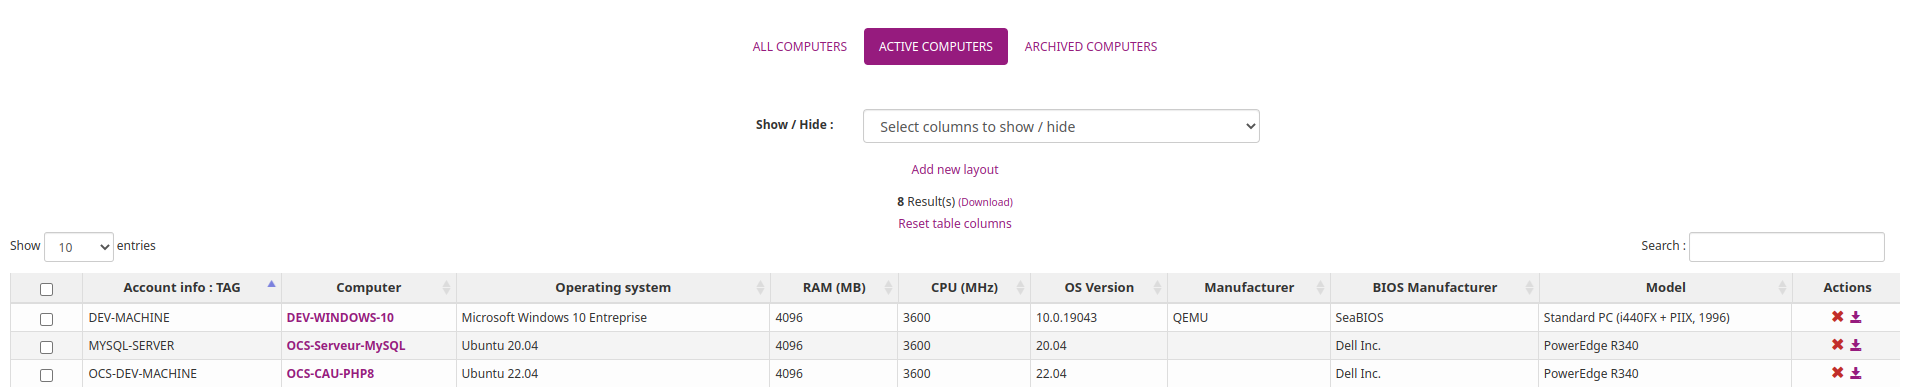 ALL COMPUTERS ACTIVE COMPUTERS ARCHIVED COMPUTERS
Show / Hide : Select columns to show / hide
Add new layout
8 Result(s) (Download)
Reset table columns
Show 10 entries Search :
Account info : TAG Computer Operating system RAM (MB) CPU (MHz) OS Version Manufacturer BIOS Manufacturer Model Actions
DEV-MACHINE DEV-WINDOWS-10 Microsoft Windows 10 Entreprise 4096 3600 10.0.19043 QEMU SeaBIOS Standard PC (i440FX + PIIX, 1996)
MYSQL-SERVER OCS-Serveur-MySQL Ubuntu 20.04 4096 3600 20.04 Dell Inc. PowerEdge R340
OCS-DEV-MACHINE OCS-CAU-PHP8 Ubuntu 22.04 4096 3600 22.04 Dell Inc. PowerEdge R340